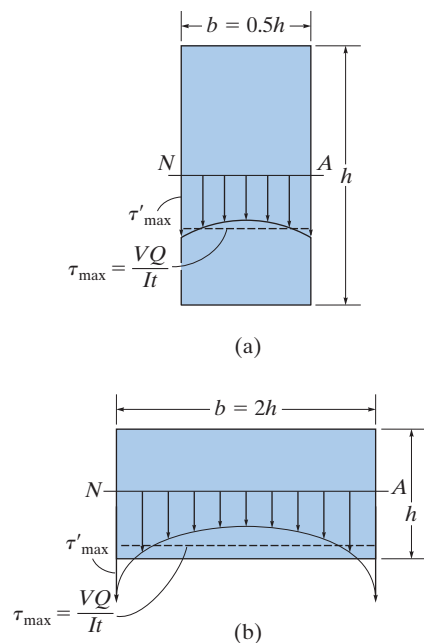 b = 0.5h
N
A
h
τ′max
τmax = VQ/It
(a)
b = 2h
N
A
h
τ′max
τmax = VQ/It
(b)